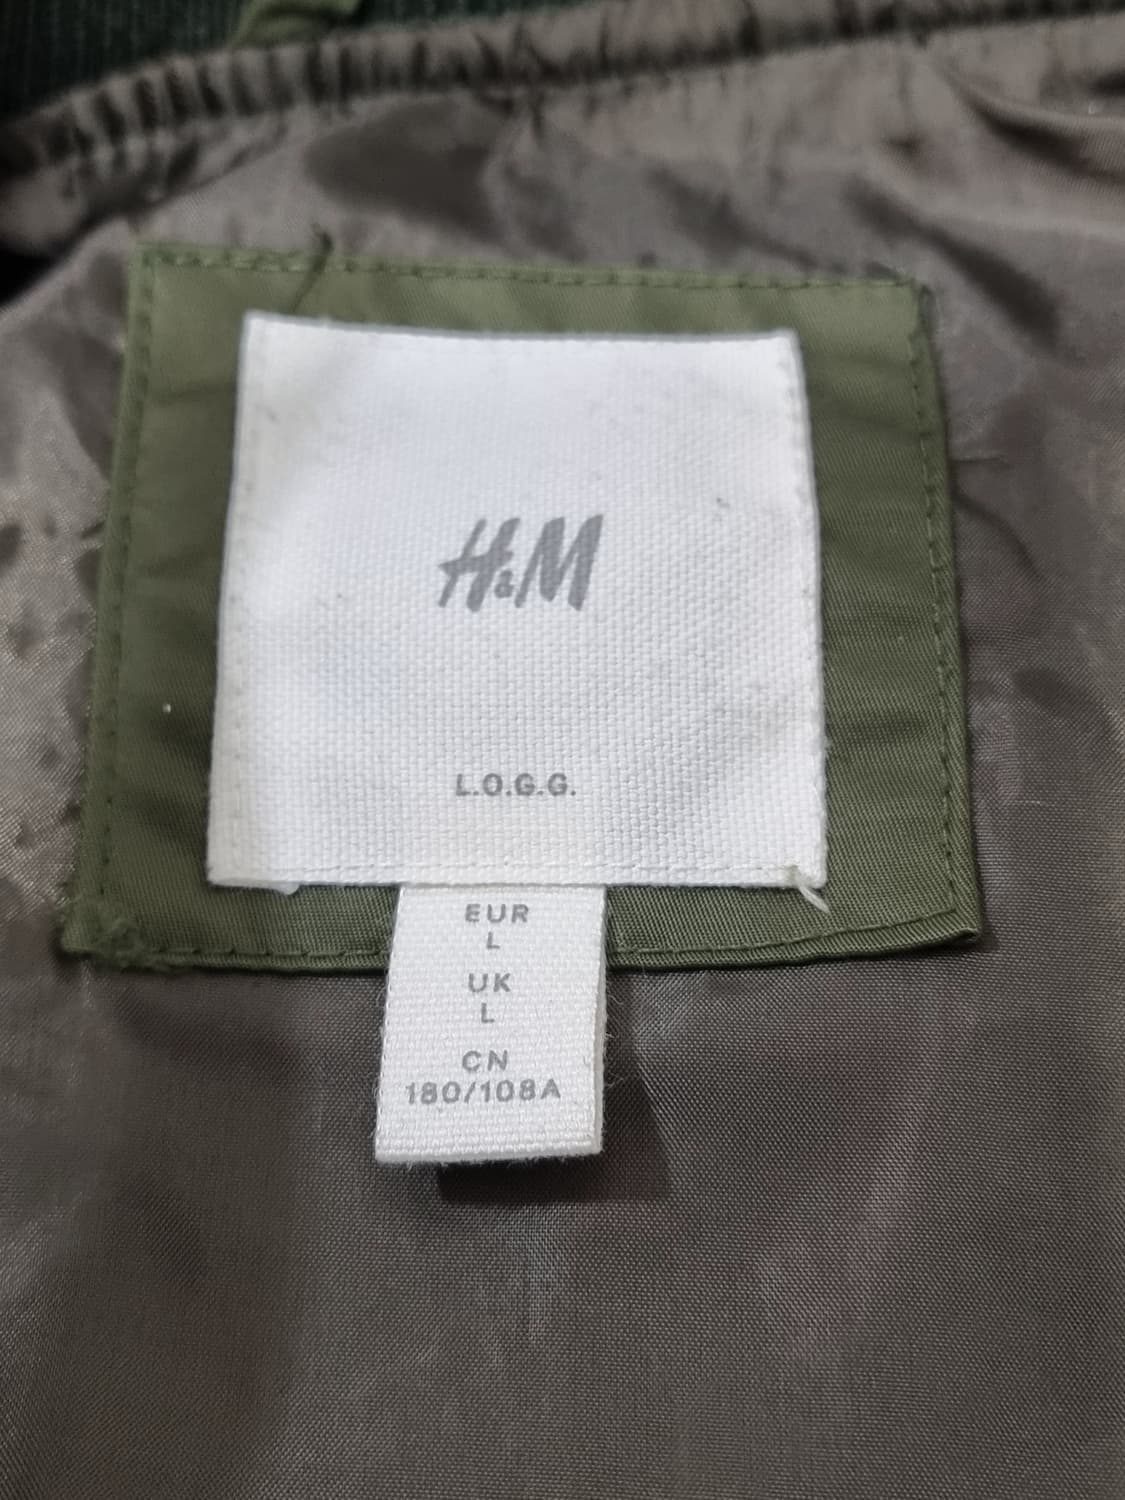 H&M
L.O.G.G.
EUR
L
UK
L
CN
180/108A